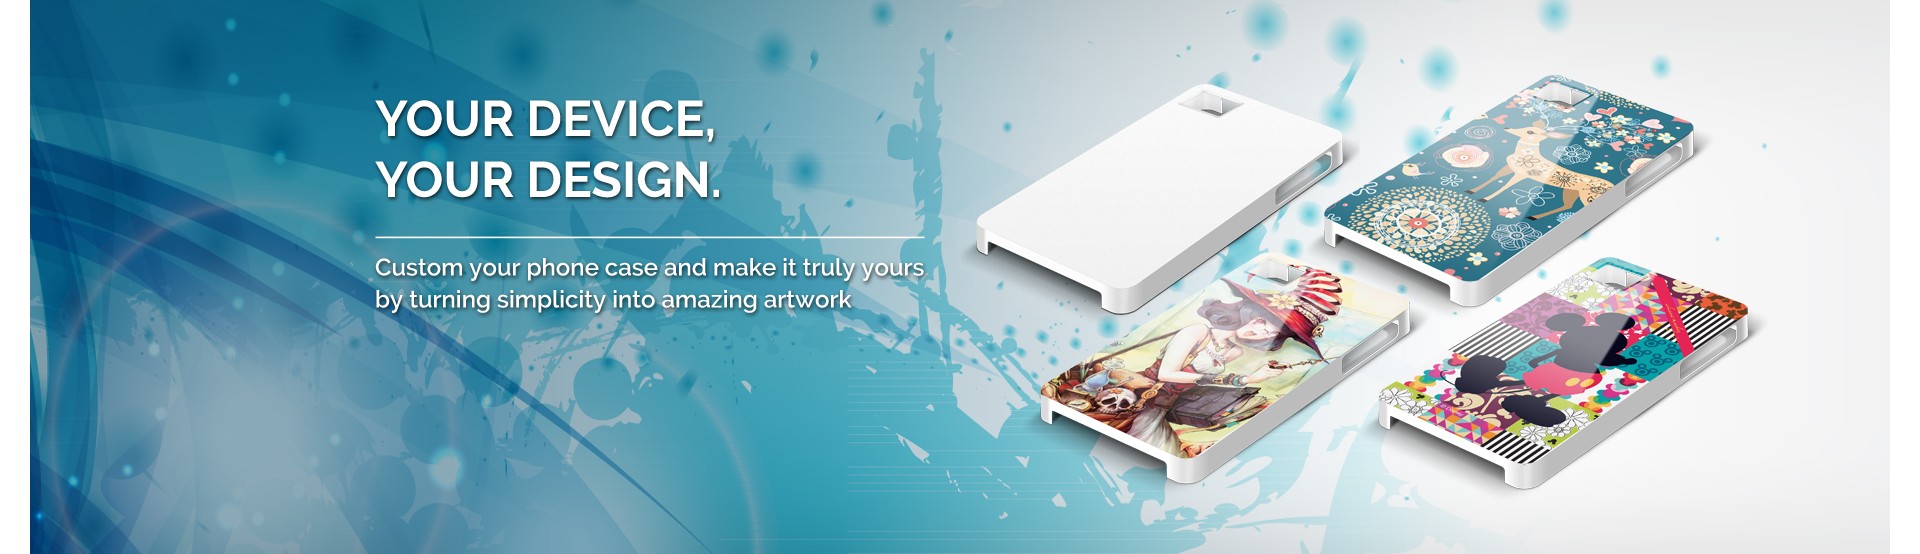 YOUR DEVICE,
YOUR DESIGN.
Custom your phone case and make it truly yours
by turning simplicity into amazing artwork